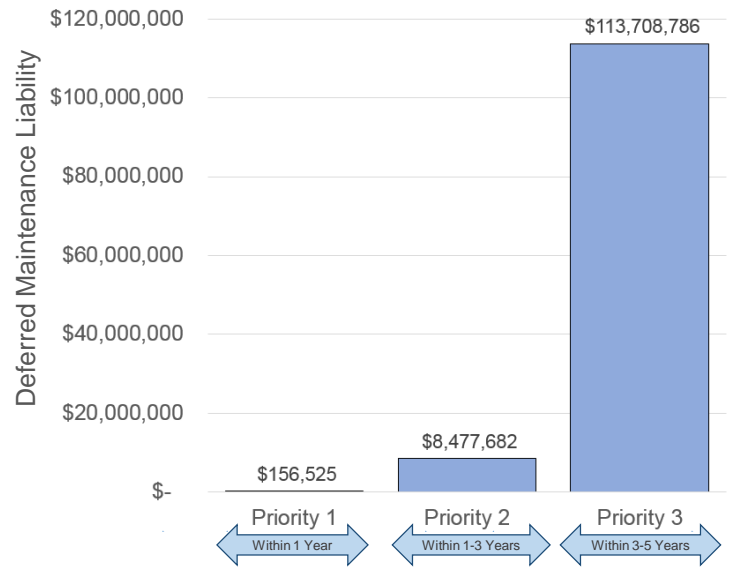 Deferred Maintenance Liability
$120,000,000
$100,000,000
$80,000,000
$60,000,000
$40,000,000
$20,000,000
$-
$156,525
$8,477,682
$113,708,786
Priority 1
Priority 2
Priority 3
Within 1 Year
Within 1-3 Years
Within 3-5 Years